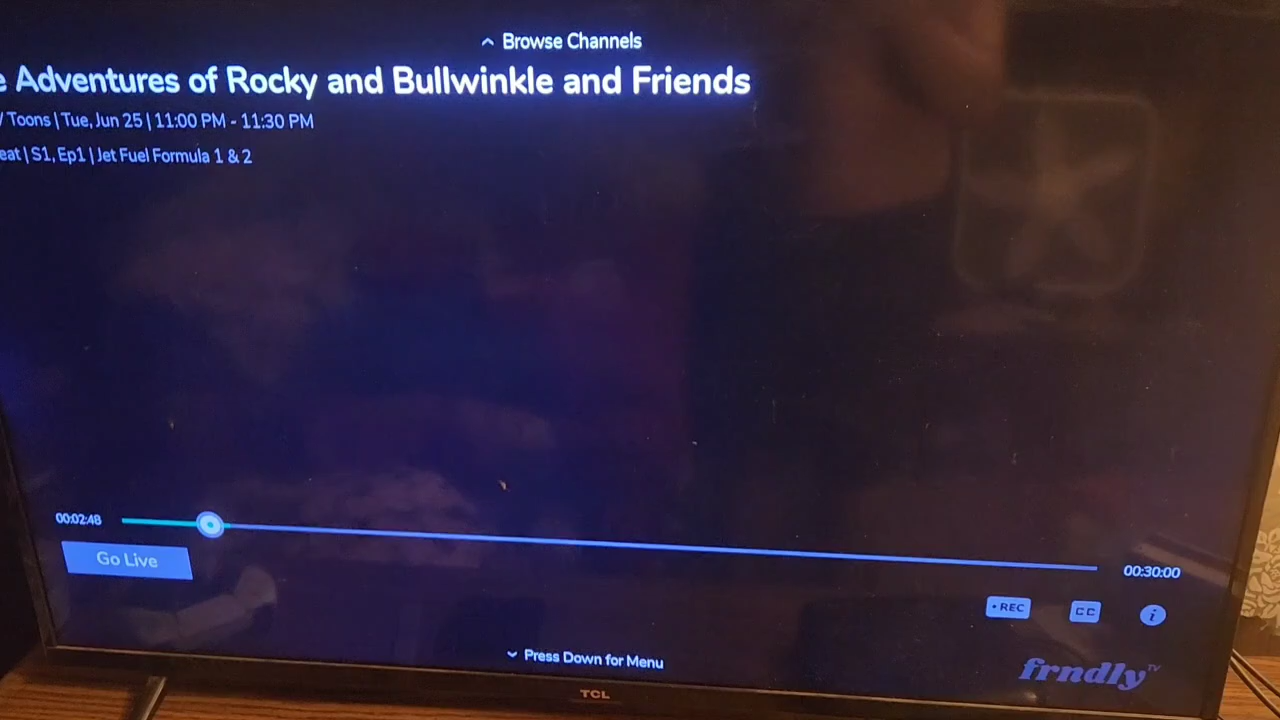 Browse Channels
Adventures of Rocky and Bullwinkle and Friends
Toons | Tue, Jun 25 | 11:00 PM - 11:30 PM
| S1, Ep1 | Jet Fuel Formula 1 & 2
00:02:48
00:30:00
Go Live
• REC
CC
i
Press Down for Menu
frndly TV
TCL